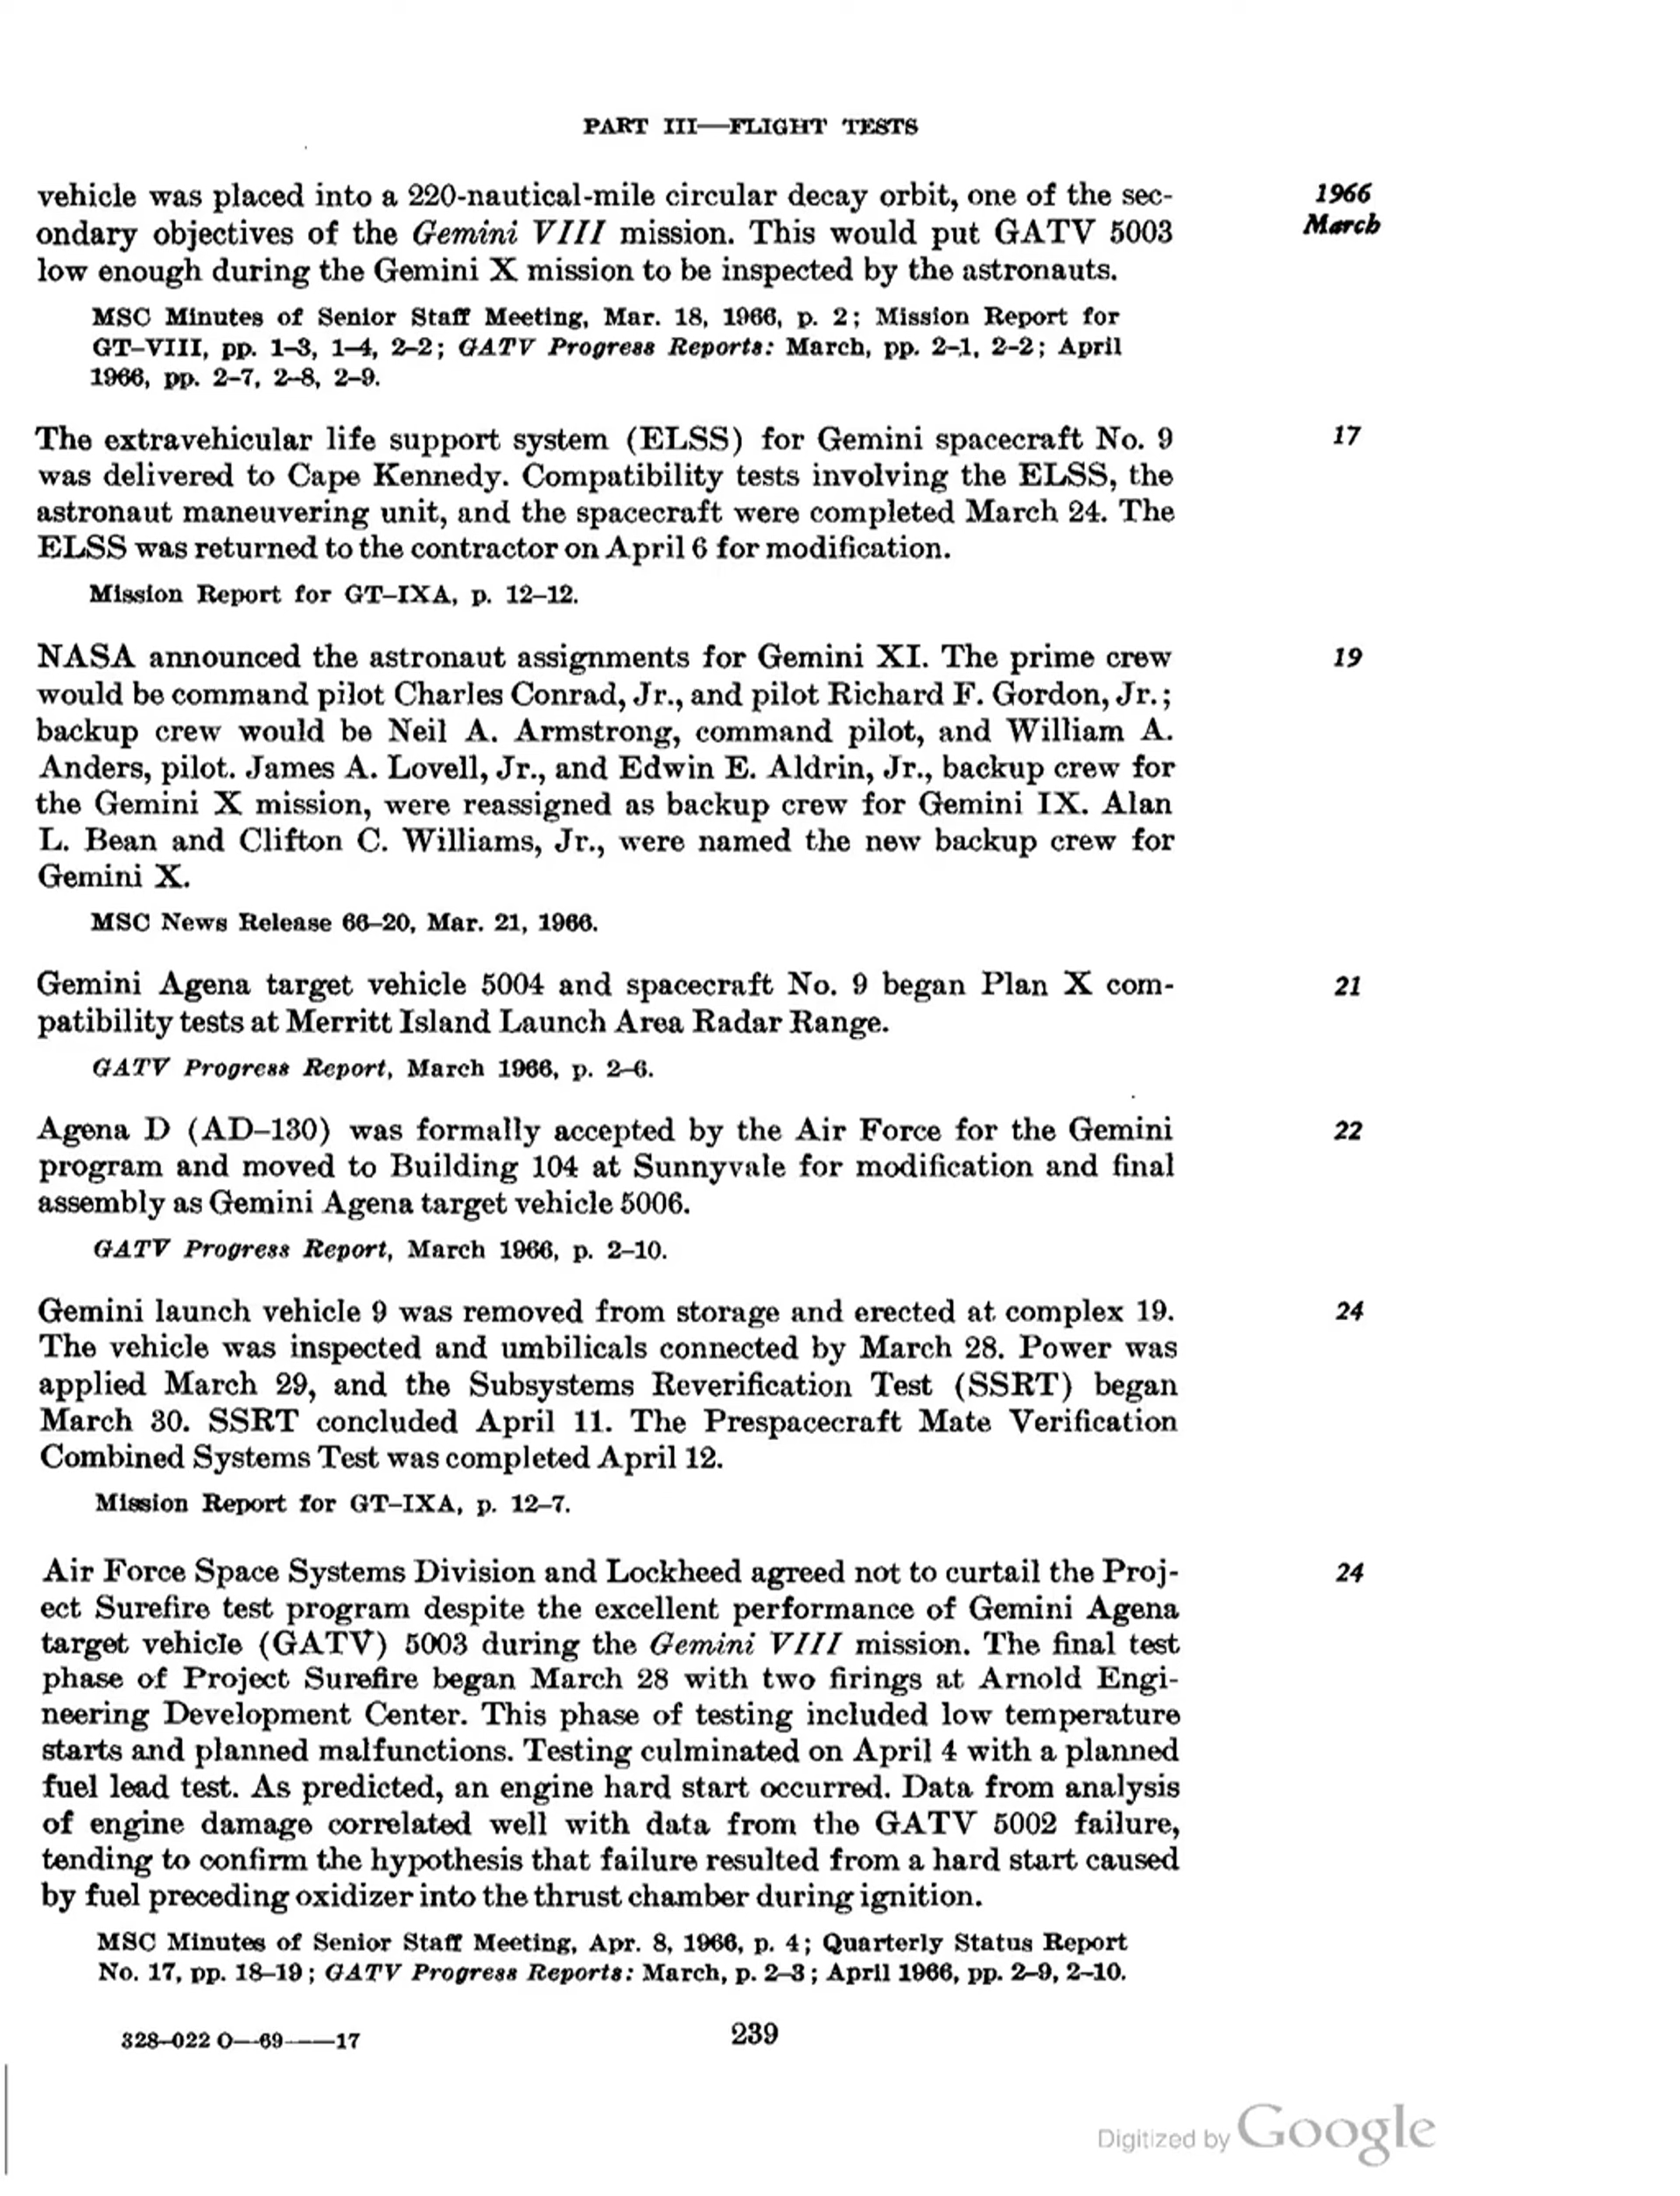 PART III—FLIGHT TESTS
vehicle was placed into a 220-nautical-mile circular decay orbit, one of the sec-
ondary objectives of the Gemini VIII mission. This would put GATV 5003
low enough during the Gemini X mission to be inspected by the astronauts.
1966
March
MSC Minutes of Senior Staff Meeting, Mar. 18, 1966, p. 2; Mission Report for
GT–VIII, pp. 1–3, 1–4, 2–2; GATV Progress Reports: March, pp. 2–1, 2–2; April
1966, pp. 2–7, 2–8, 2–9.
The extravehicular life support system (ELSS) for Gemini spacecraft No. 9
was delivered to Cape Kennedy. Compatibility tests involving the ELSS, the
astronaut maneuvering unit, and the spacecraft were completed March 24. The
ELSS was returned to the contractor on April 6 for modification.
17
Mission Report for GT–IXA, p. 12–12.
NASA announced the astronaut assignments for Gemini XI. The prime crew
would be command pilot Charles Conrad, Jr., and pilot Richard F. Gordon, Jr.;
backup crew would be Neil A. Armstrong, command pilot, and William A.
Anders, pilot. James A. Lovell, Jr., and Edwin E. Aldrin, Jr., backup crew for
the Gemini X mission, were reassigned as backup crew for Gemini IX. Alan
L. Bean and Clifton C. Williams, Jr., were named the new backup crew for
Gemini X.
19
MSC News Release 66–20, Mar. 21, 1966.
Gemini Agena target vehicle 5004 and spacecraft No. 9 began Plan X com-
patibility tests at Merritt Island Launch Area Radar Range.
21
GATV Progress Report, March 1966, p. 2–6.
Agena D (AD–130) was formally accepted by the Air Force for the Gemini
program and moved to Building 104 at Sunnyvale for modification and final
assembly as Gemini Agena target vehicle 5006.
22
GATV Progress Report, March 1966, p. 2–10.
Gemini launch vehicle 9 was removed from storage and erected at complex 19.
The vehicle was inspected and umbilicals connected by March 28. Power was
applied March 29, and the Subsystems Reverification Test (SSRT) began
March 30. SSRT concluded April 11. The Prespacecraft Mate Verification
Combined Systems Test was completed April 12.
24
Mission Report for GT–IXA, p. 12–7.
Air Force Space Systems Division and Lockheed agreed not to curtail the Proj-
ect Surefire test program despite the excellent performance of Gemini Agena
target vehicle (GATV) 5003 during the Gemini VIII mission. The final test
phase of Project Surefire began March 28 with two firings at Arnold Engi-
neering Development Center. This phase of testing included low temperature
starts and planned malfunctions. Testing culminated on April 4 with a planned
fuel lead test. As predicted, an engine hard start occurred. Data from analysis
of engine damage correlated well with data from the GATV 5002 failure,
tending to confirm the hypothesis that failure resulted from a hard start caused
by fuel preceding oxidizer into the thrust chamber during ignition.
24
MSC Minutes of Senior Staff Meeting, Apr. 8, 1966, p. 4; Quarterly Status Report
No. 17, pp. 18–19; GATV Progress Reports: March, p. 2–3; April 1966, pp. 2–9, 2–10.
328–022 O—69——17
239
Digitized by Google